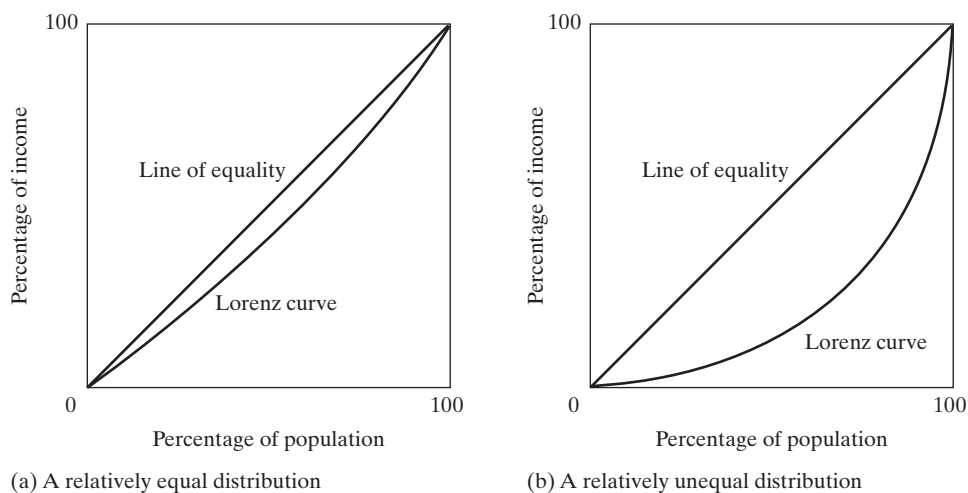 100
Percentage of income
Line of equality
Lorenz curve
0
100
Percentage of population
(a) A relatively equal distribution
100
Percentage of income
Line of equality
Lorenz curve
0
100
Percentage of population
(b) A relatively unequal distribution